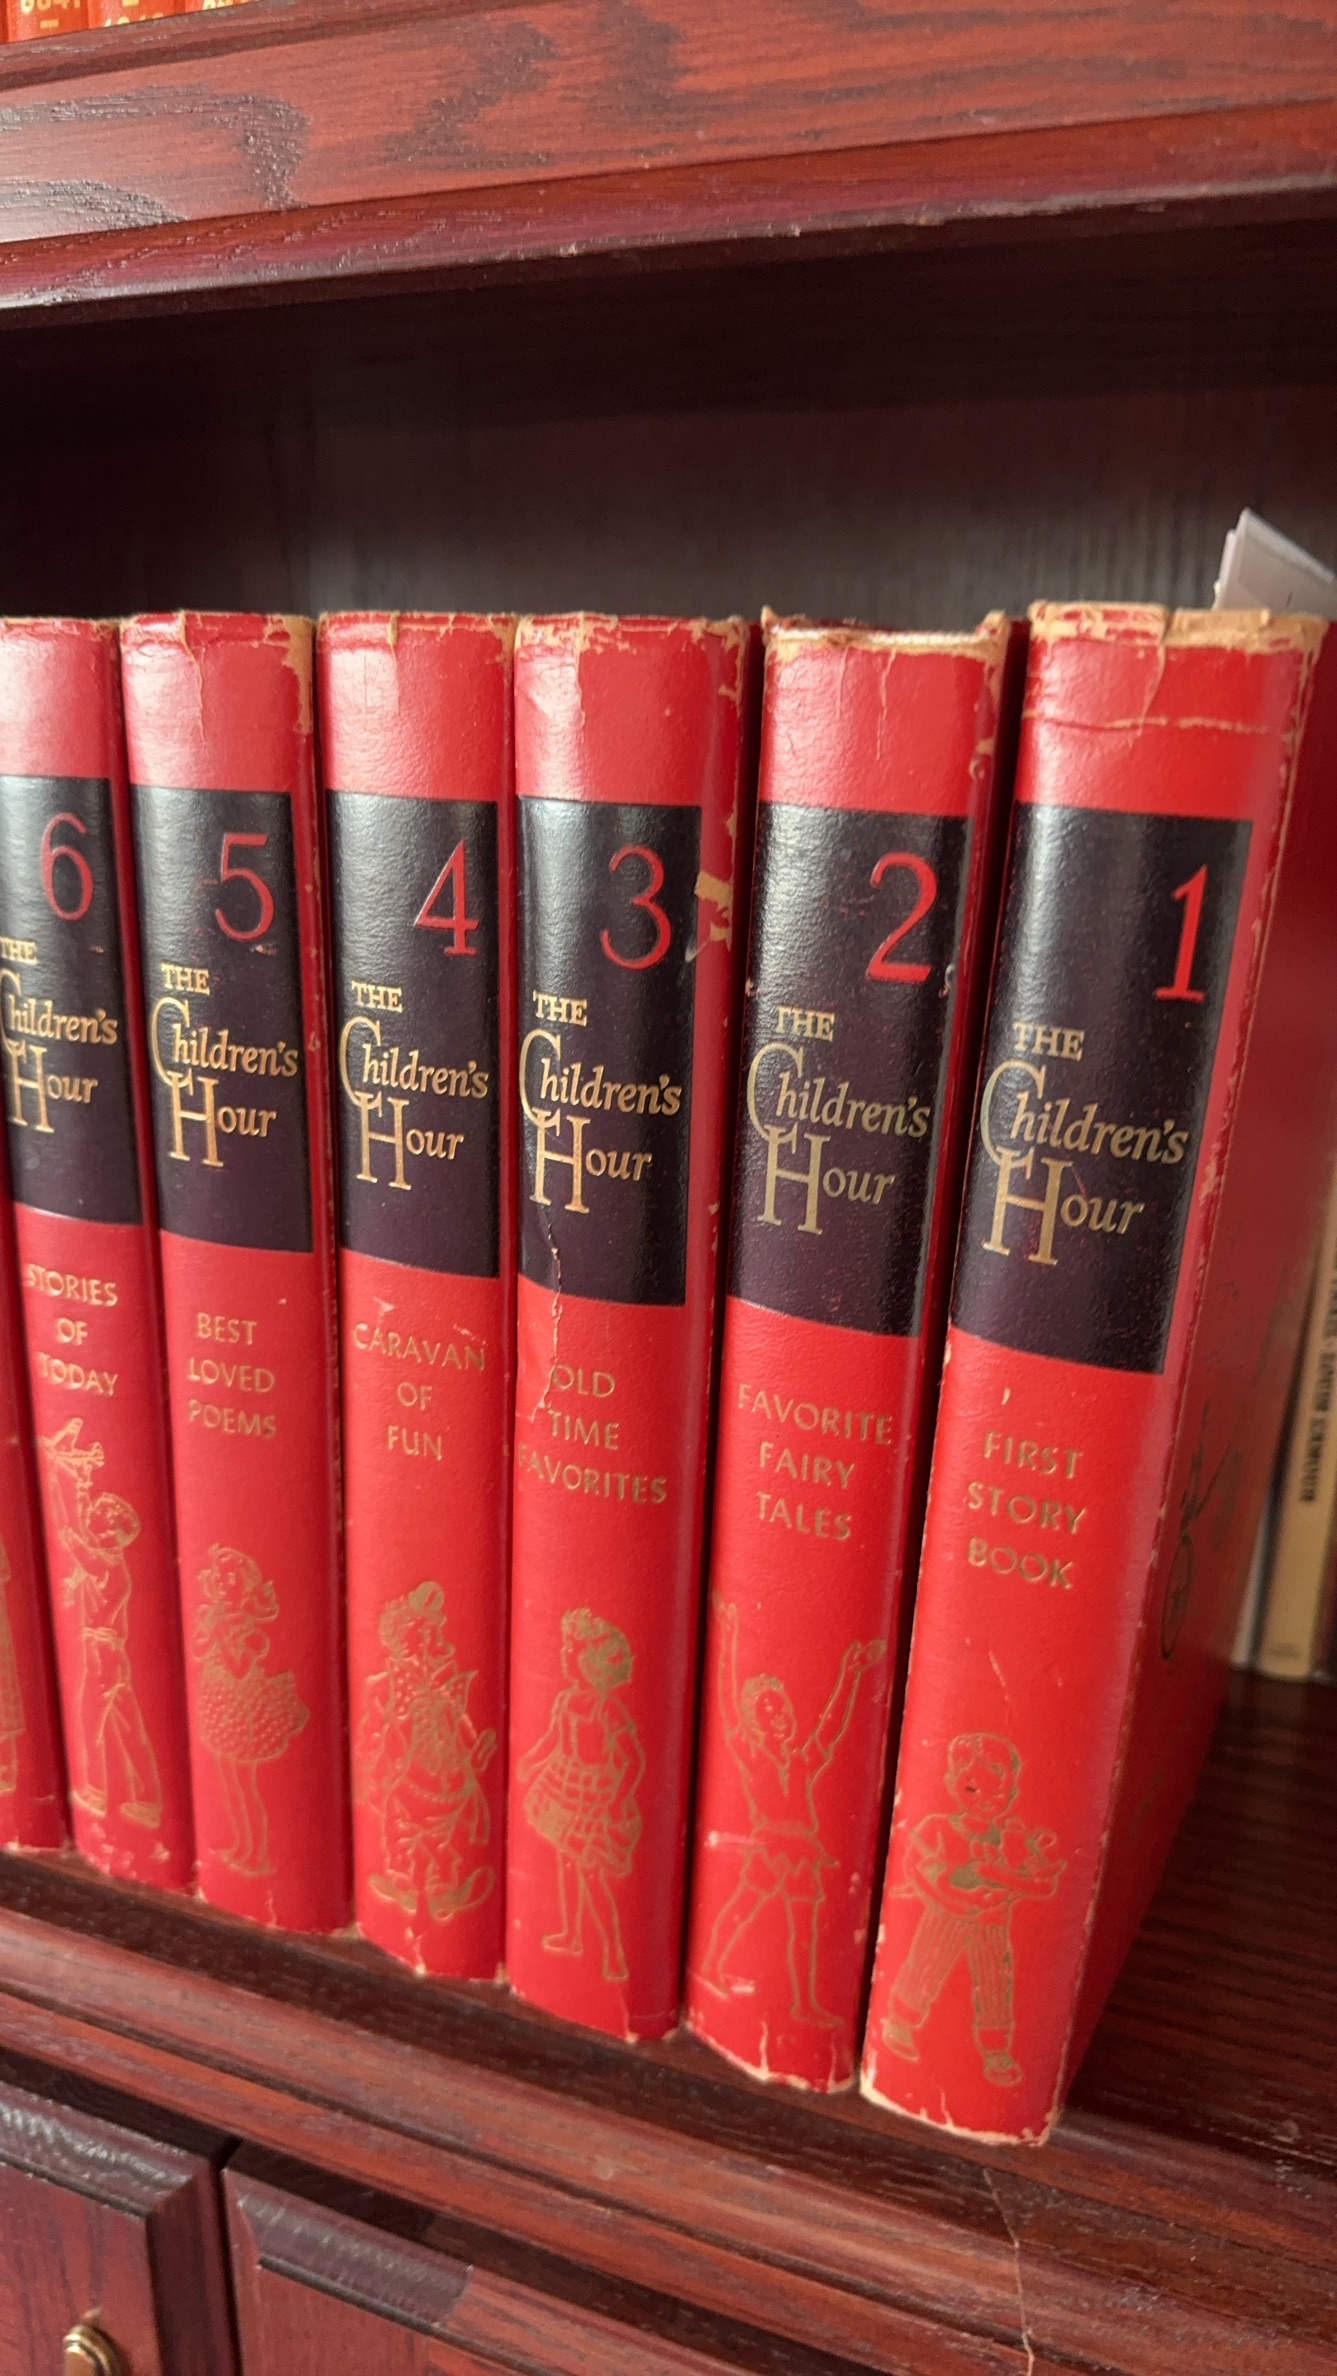 6
THE
Children's
Hour
STORIES
OF
TODAY
5
THE
Children's
Hour
BEST
LOVED
POEMS
4
THE
Children's
Hour
CARAVAN
OF
FUN
3
THE
Children's
Hour
OLD
TIME
FAVORITES
2
THE
Children's
Hour
FAVORITE
FAIRY
TALES
1
THE
Children's
Hour
FIRST
STORY
BOOK